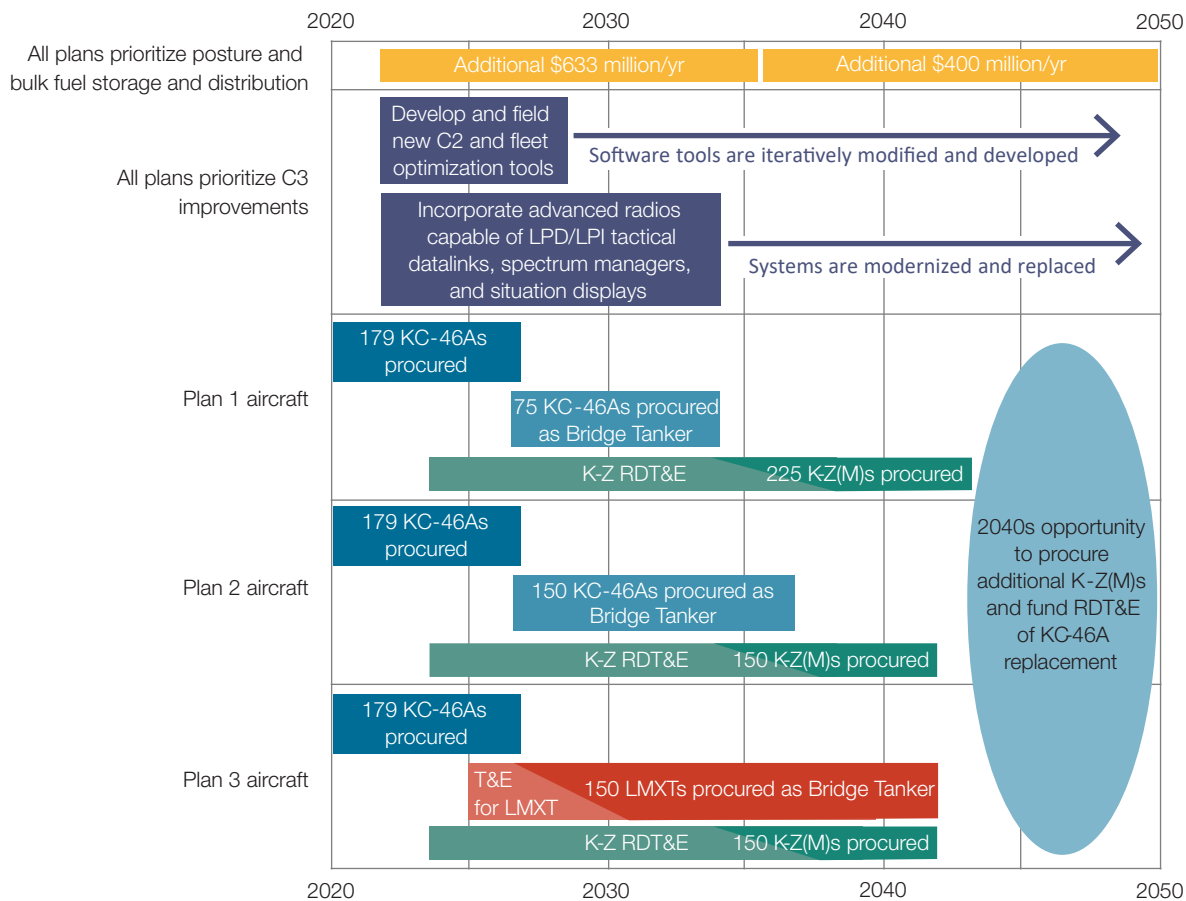 2020 2030 2040 2050
All plans prioritize posture and
bulk fuel storage and distribution
Additional $633 million/yr
Additional $400 million/yr
All plans prioritize C3
improvements
Develop and field
new C2 and fleet
optimization tools
Software tools are iteratively modified and developed
Incorporate advanced radios
capable of LPD/LPI tactical
datalinks, spectrum managers,
and situation displays
Systems are modernized and replaced
Plan 1 aircraft
179 KC-46As
procured
75 KC-46As procured
as Bridge Tanker
K-Z RDT&E
225 K-Z(M)s procured
Plan 2 aircraft
179 KC-46As
procured
150 KC-46As procured as
Bridge Tanker
K-Z RDT&E
150 K-Z(M)s procured
Plan 3 aircraft
179 KC-46As
procured
T&E
for LMXT
150 LMXTs procured as Bridge Tanker
K-Z RDT&E
150 K-Z(M)s procured
2040s opportunity
to procure
additional K-Z(M)s
and fund RDT&E
of KC-46A
replacement
2020 2030 2040 2050